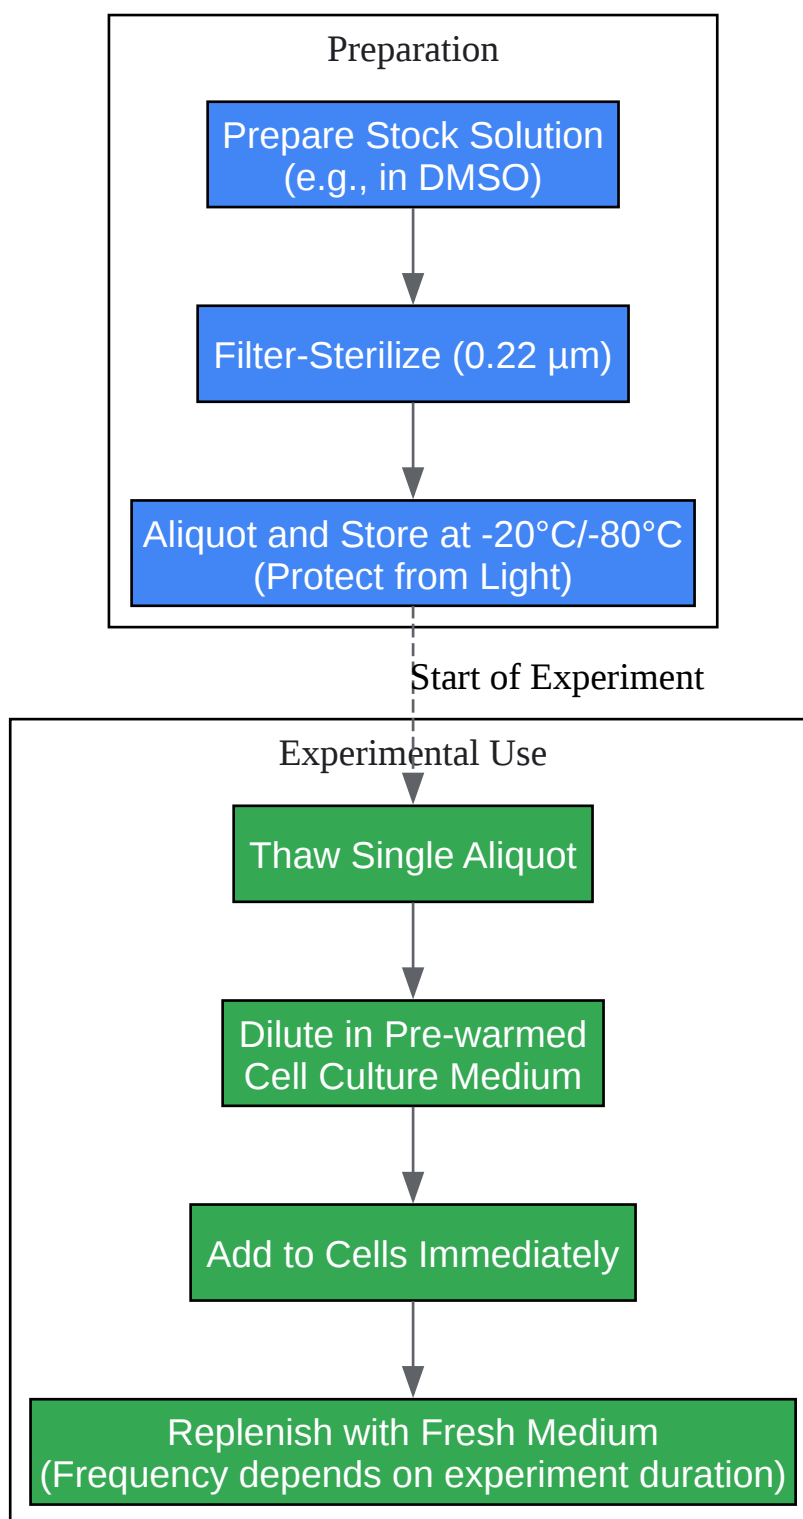 Preparation
Prepare Stock Solution
(e.g., in DMSO)
Filter-Sterilize (0.22 µm)
Aliquot and Store at -20°C/-80°C
(Protect from Light)
Start of Experiment
Experimental Use
Thaw Single Aliquot
Dilute in Pre-warmed
Cell Culture Medium
Add to Cells Immediately
Replenish with Fresh Medium
(Frequency depends on experiment duration)